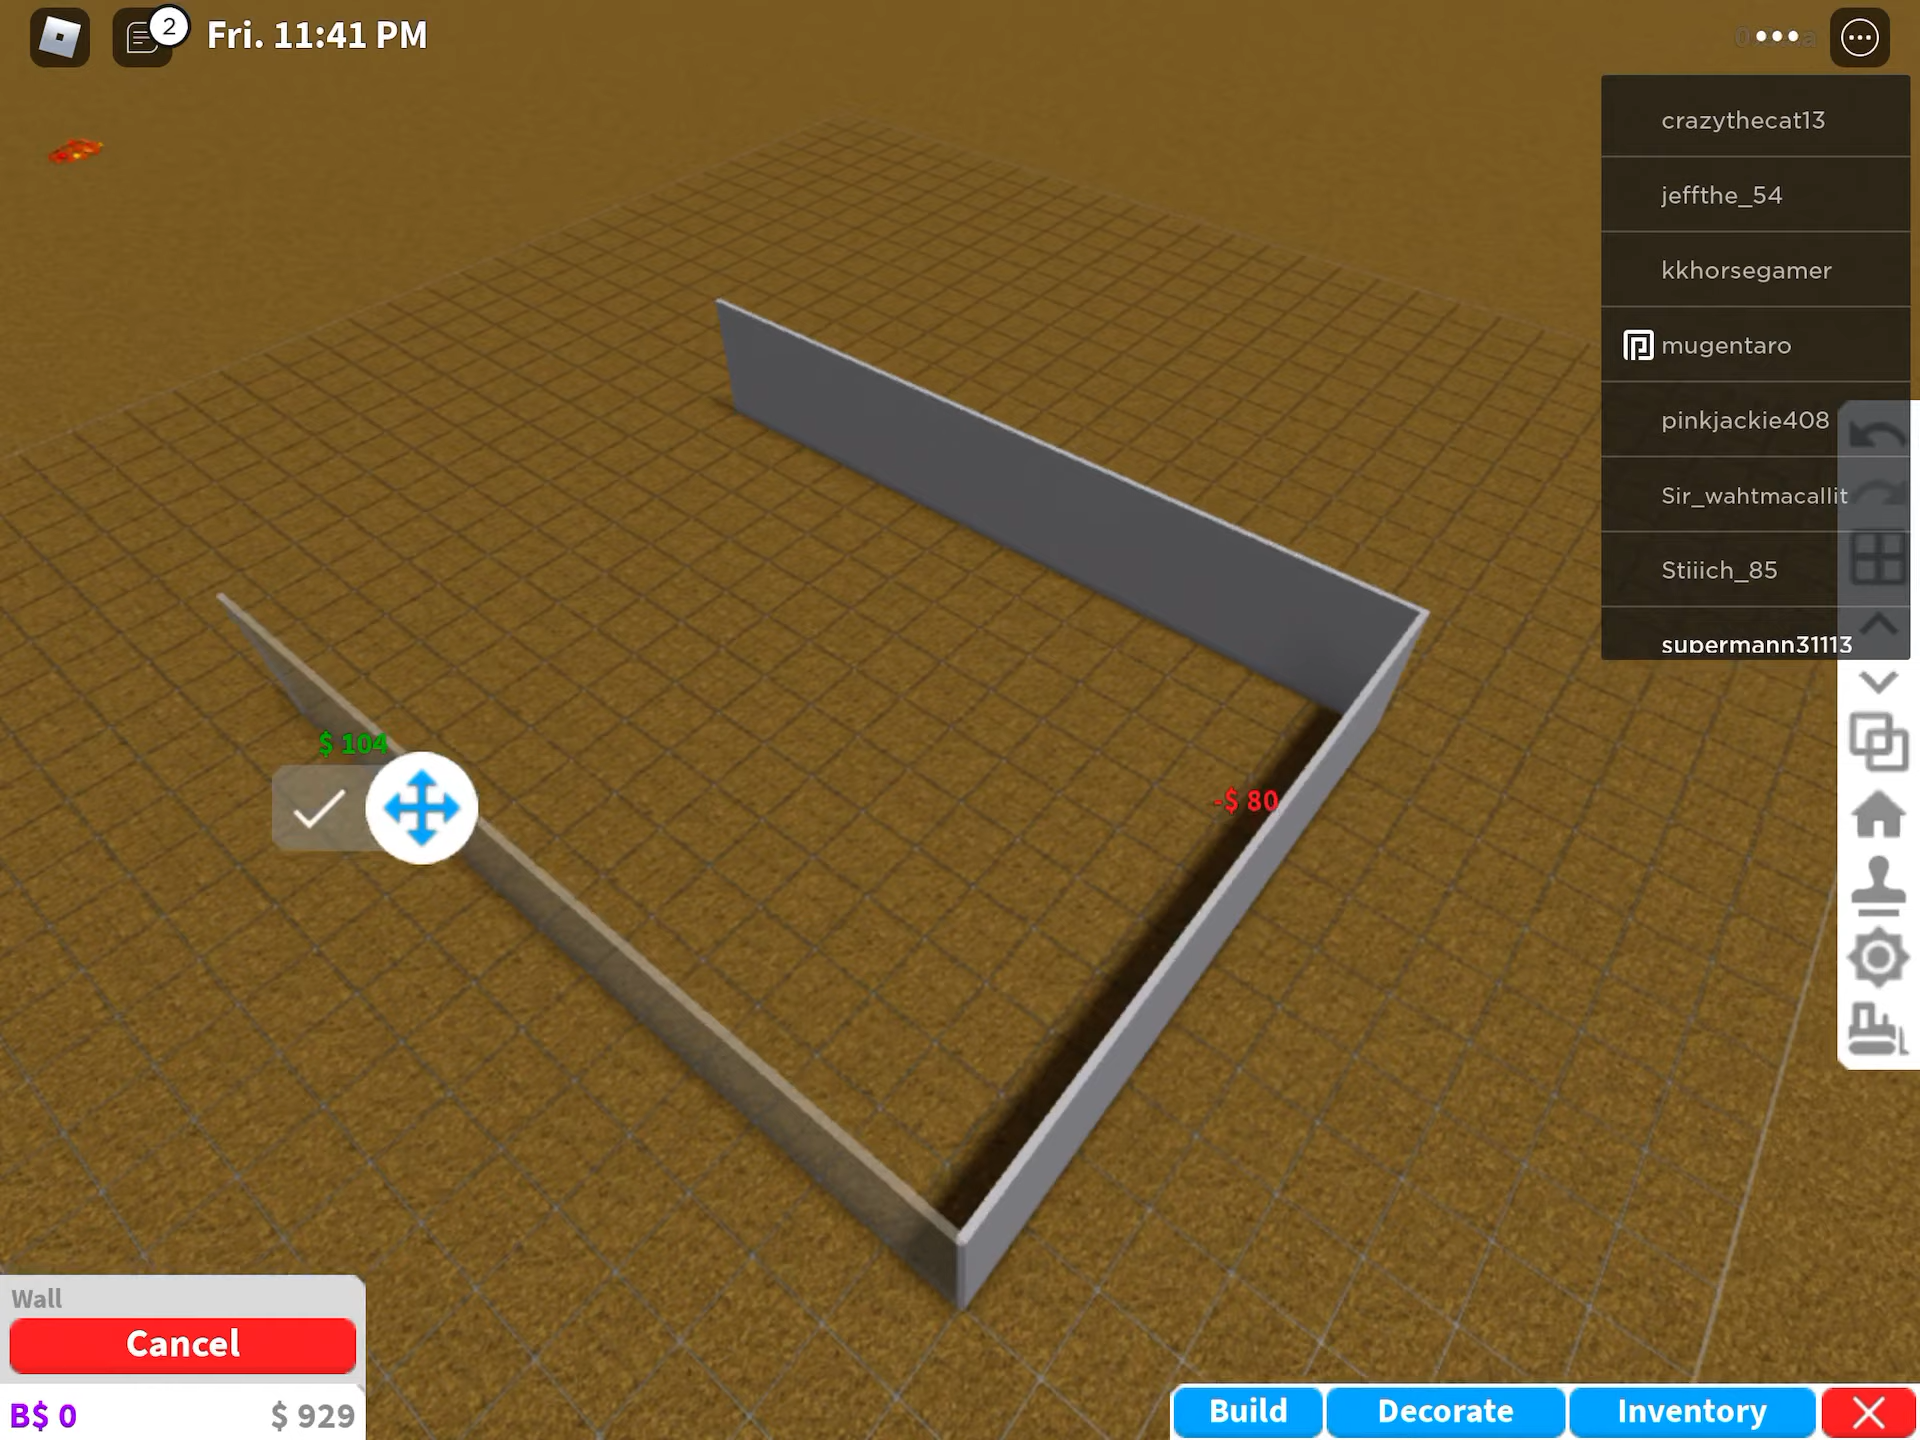 2
Fri. 11:41 PM
crazythecat13
jeffthe_54
kkhorsegamer
mugentaro
pinkjackie408
Sir_wahtmacallit
Stiiich_85
supermann31113
$ 104
-$ 80
Wall
Cancel
B$ 0
$ 929
Build
Decorate
Inventory